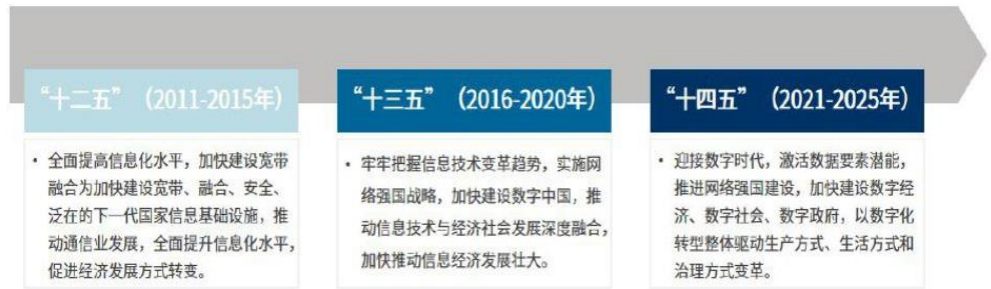 “十二五”（2011-2015年）
• 全面提高信息化水平，加快建设宽带
融合为加快建设宽带、融合、安全、
泛在的下一代国家信息基础设施，推
动通信业发展，全面提升信息化水平，
促进经济发展方式转变。
“十三五”（2016-2020年）
• 牢牢把握信息技术变革趋势，实施网
络强国战略，加快建设数字中国，推
动信息技术与经济社会发展深度融合，
加快推动信息经济发展壮大。
“十四五”（2021-2025年）
• 迎接数字时代，激活数据要素潜能，
推进网络强国建设，加快建设数字经
济、数字社会、数字政府，以数字化
转型整体驱动生产方式、生活方式和
治理方式变革。